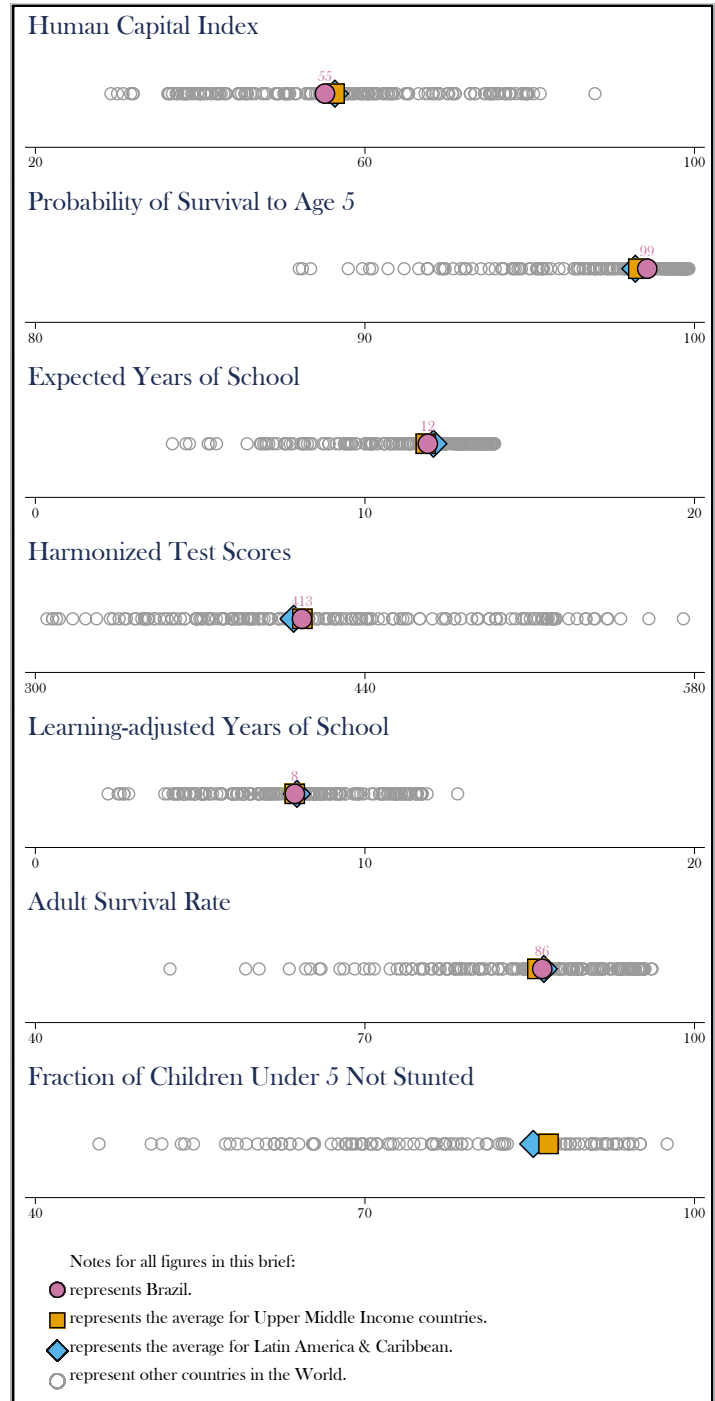 Human Capital Index
55
20 60 100
Probability of Survival to Age 5
99
80 90 100
Expected Years of School
12
0 10 20
Harmonized Test Scores
413
300 440 580
Learning-adjusted Years of School
8
0 10 20
Adult Survival Rate
86
40 70 100
Fraction of Children Under 5 Not Stunted
40 70 100
Notes for all figures in this brief:
represents Brazil.
represents the average for Upper Middle Income countries.
represents the average for Latin America & Caribbean.
represent other countries in the World.